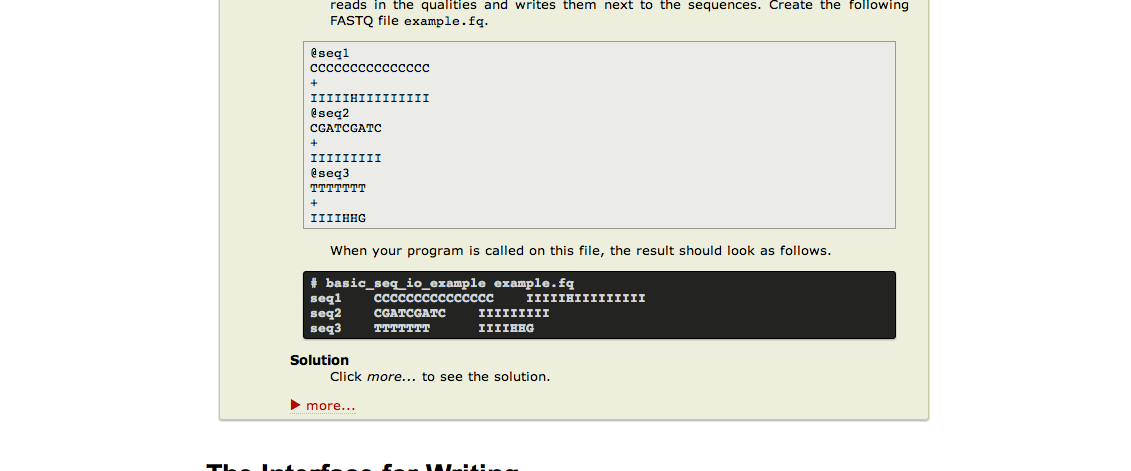 reads in the qualities and writes them next to the sequences. Create the following
FASTQ file example.fq.
@seq1
CCCCCCCCCCCCCCC
+
IIIIIHIIIIIIIII
@seq2
CGATCGATC
+
IIIIIIIII
@seq3
TTTTTTT
+
IIIIHHG
When your program is called on this file, the result should look as follows.
# basic_seq_io_example example.fq
seq1    CCCCCCCCCCCCCCC    IIIIIHIIIIIIIII
seq2    CGATCGATC    IIIIIIIII
seq3    TTTTTTT      IIIIHHG
Solution
Click more... to see the solution.
more...
The Interface for Writing